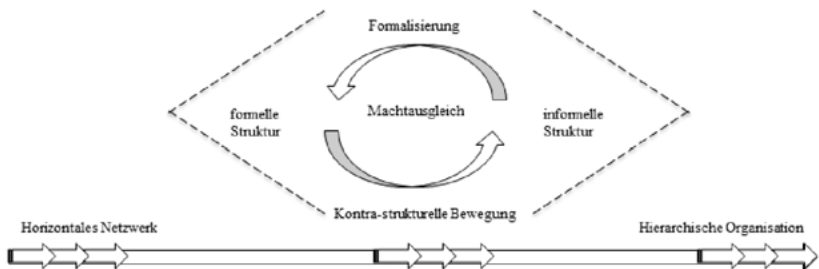 Formalisierung
formelle
Struktur
Machtausgleich
informelle
Struktur
Kontra-strukturelle Bewegung
Horizontales Netzwerk
Hierarchische Organisation